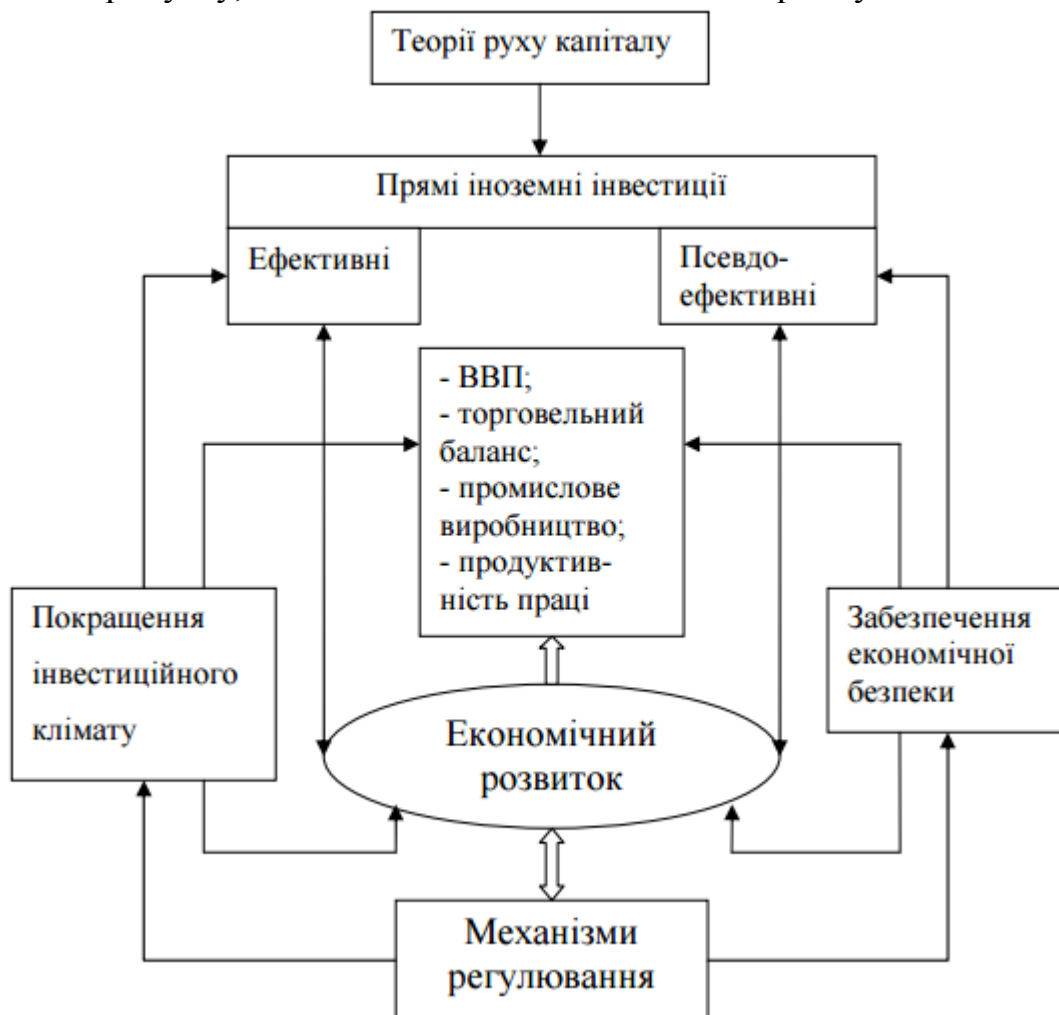 Теорії руху капіталу
Прямі іноземні інвестиції
Ефективні
Псевдо-
ефективні
- ВВП;
- торговельний
баланс;
- промислове
виробництво;
- продуктив-
ність праці
Покращення
інвестиційного
клімату
Забезпечення
економічної
безпеки
Економічний
розвиток
Механізми
регулювання